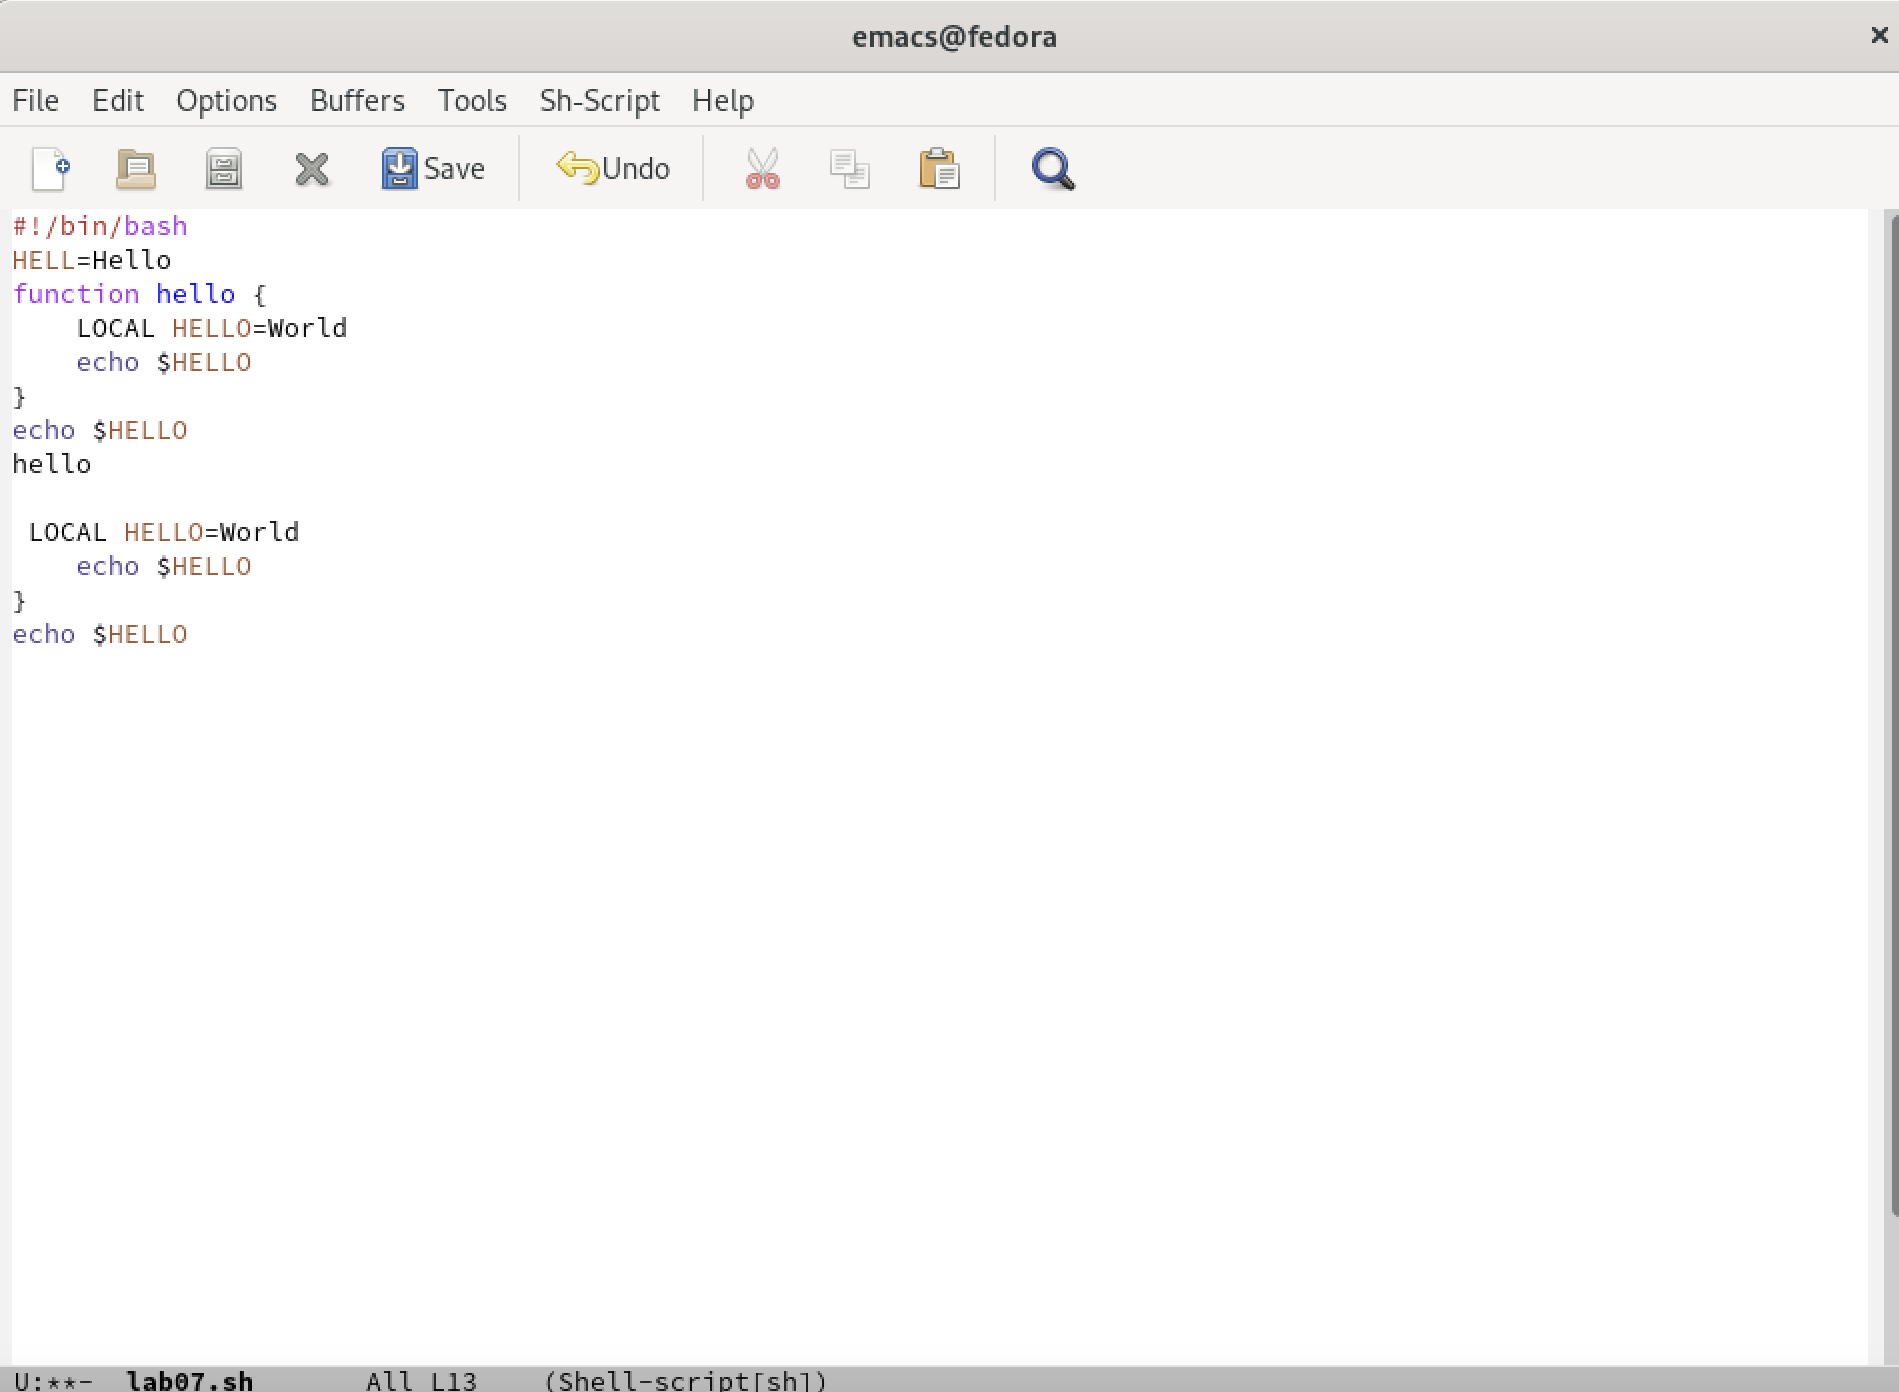 emacs@fedora
File Edit Options Buffers Tools Sh-Script Help
Save Undo
#!/bin/bash
HELL=Hello
function hello {
    LOCAL HELLO=World
    echo $HELLO
}
echo $HELLO
hello

 LOCAL HELLO=World
    echo $HELLO
}
echo $HELLO
U:**-  lab07.sh       All L13    (Shell-script[sh])